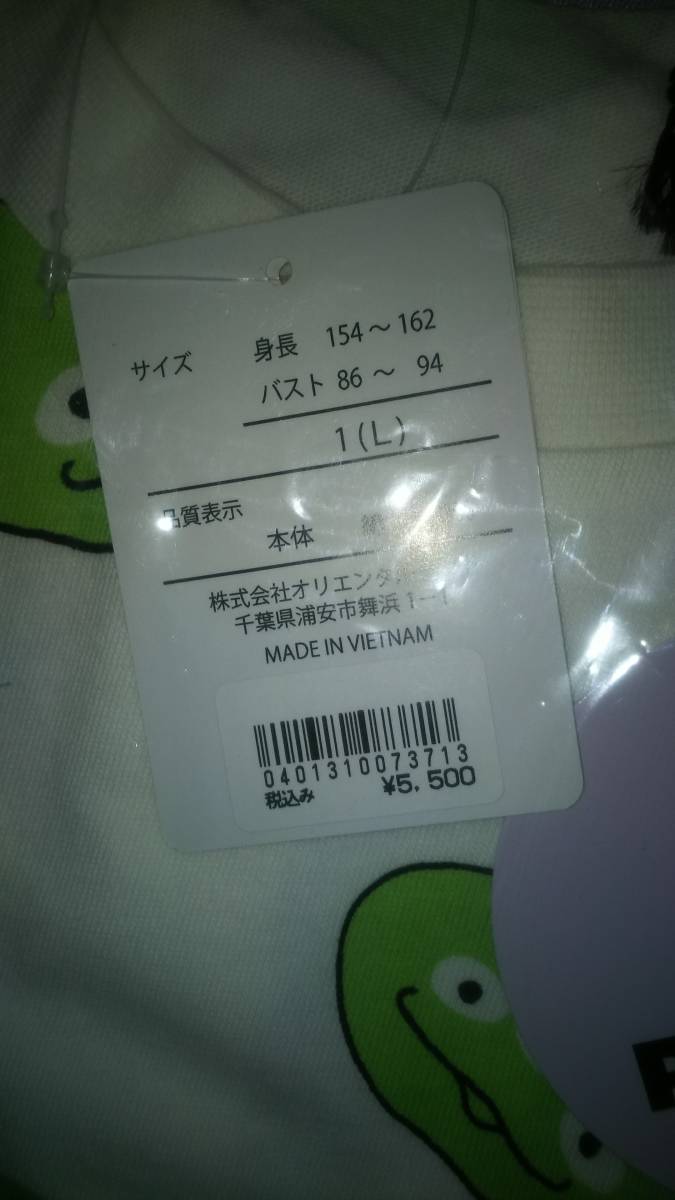 サイズ 身長 154～162
バスト 86～ 94
1(L)
品質表示
本体
株式会社オリエンタ
千葉県浦安市舞浜1-1
MADE IN VIETNAM
0401310073713
税込み ¥5,500